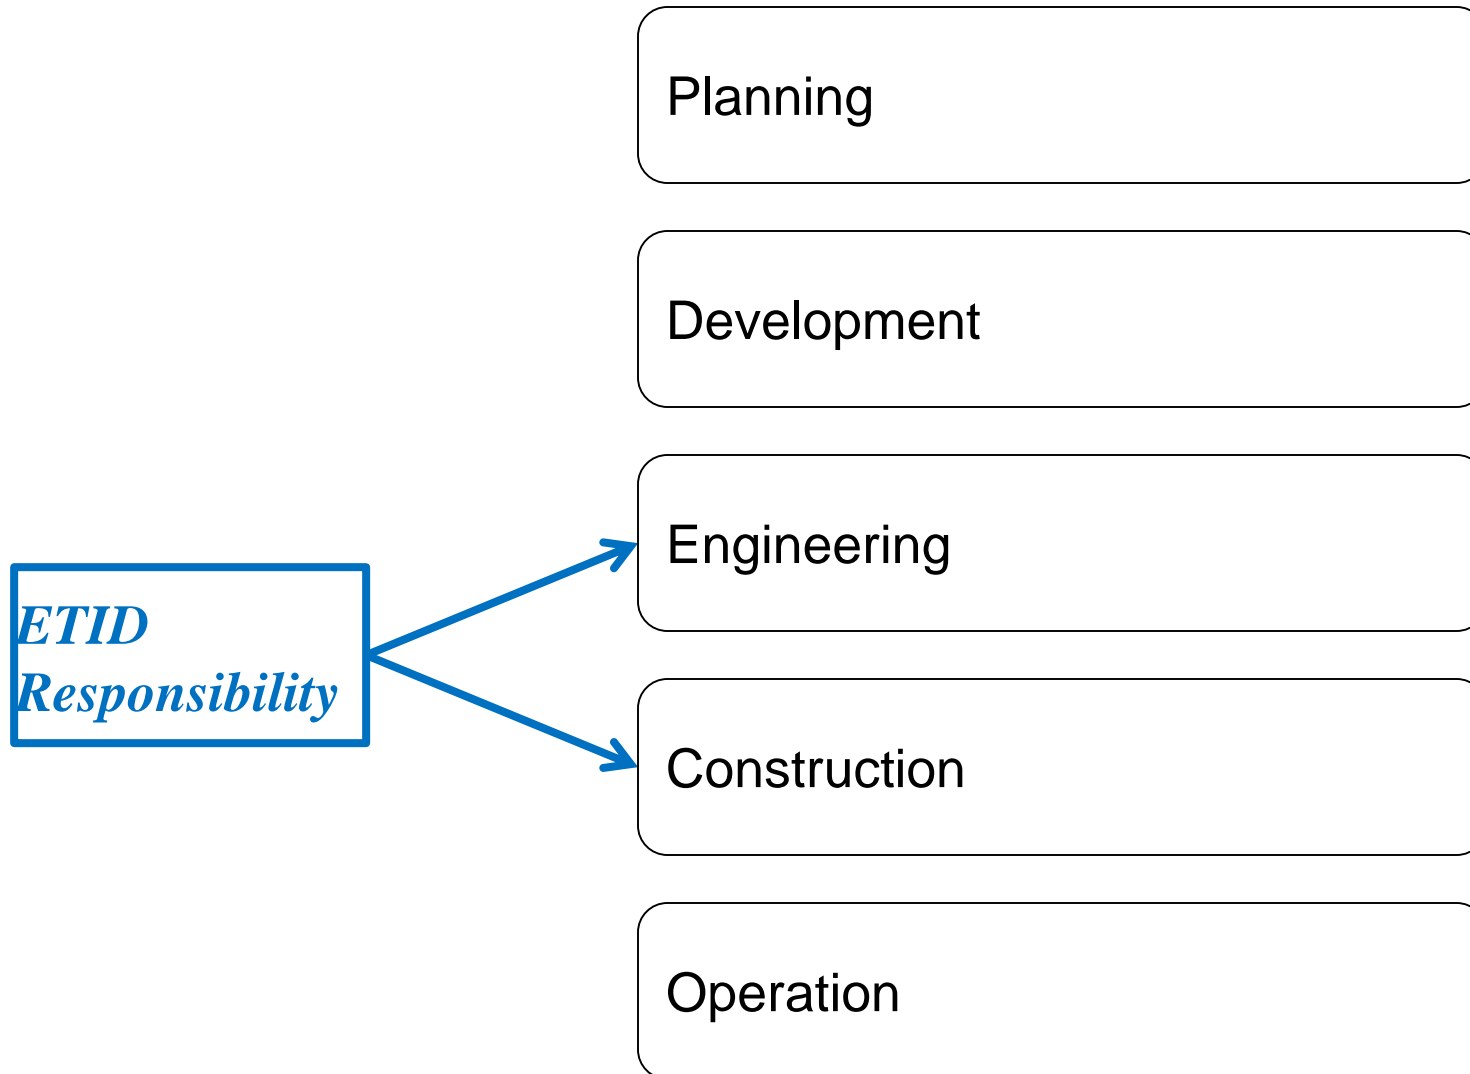 Planning
Development
Engineering
ETID
Responsibility
Construction
Operation